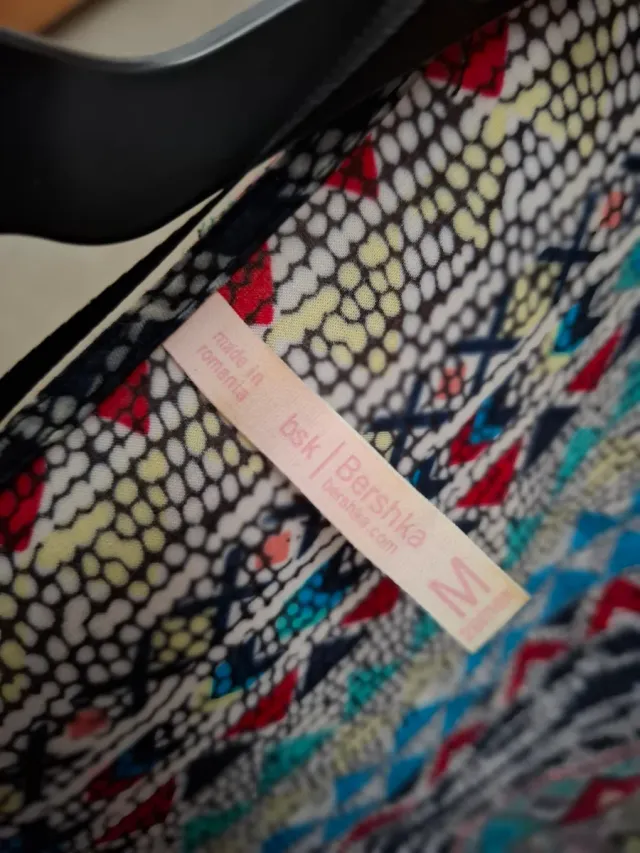 made in
romania
bsk | Bershka
bershka.com
M